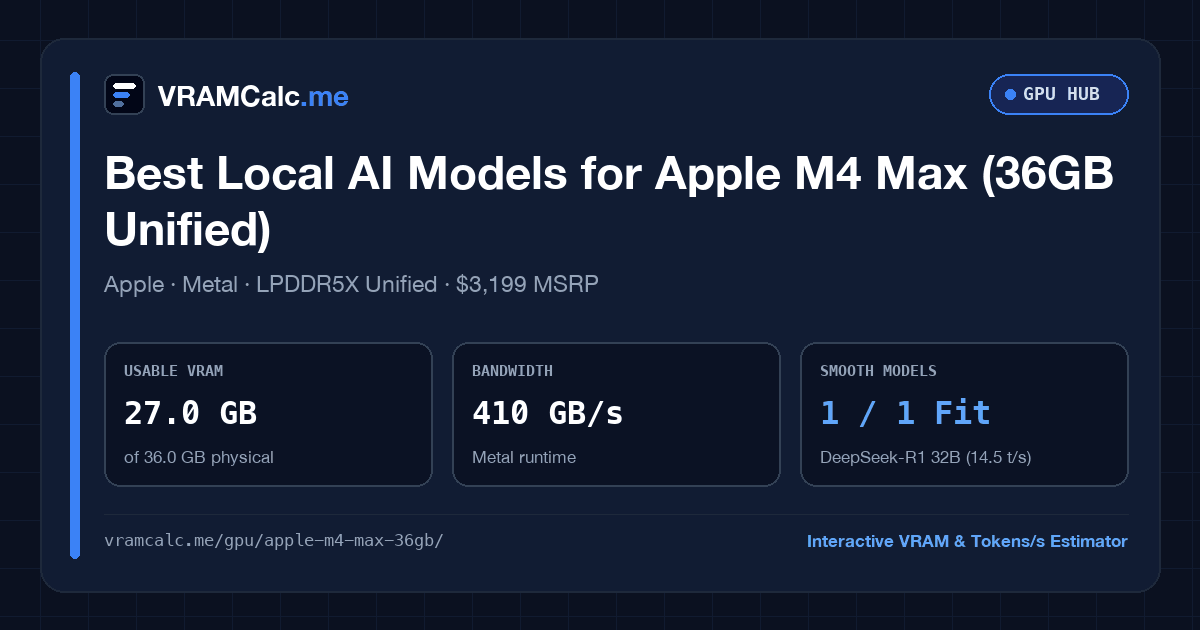 VRAMCalc.me
GPU HUB
Best Local AI Models for Apple M4 Max (36GB
Unified)
Apple · Metal · LPDDR5X Unified · $3,199 MSRP
USABLE VRAM
27.0 GB
of 36.0 GB physical
BANDWIDTH
410 GB/s
Metal runtime
SMOOTH MODELS
1 / 1 Fit
DeepSeek-R1 32B (14.5 t/s)
vramcalc.me/gpu/apple-m4-max-36gb/
Interactive VRAM & Tokens/s Estimator